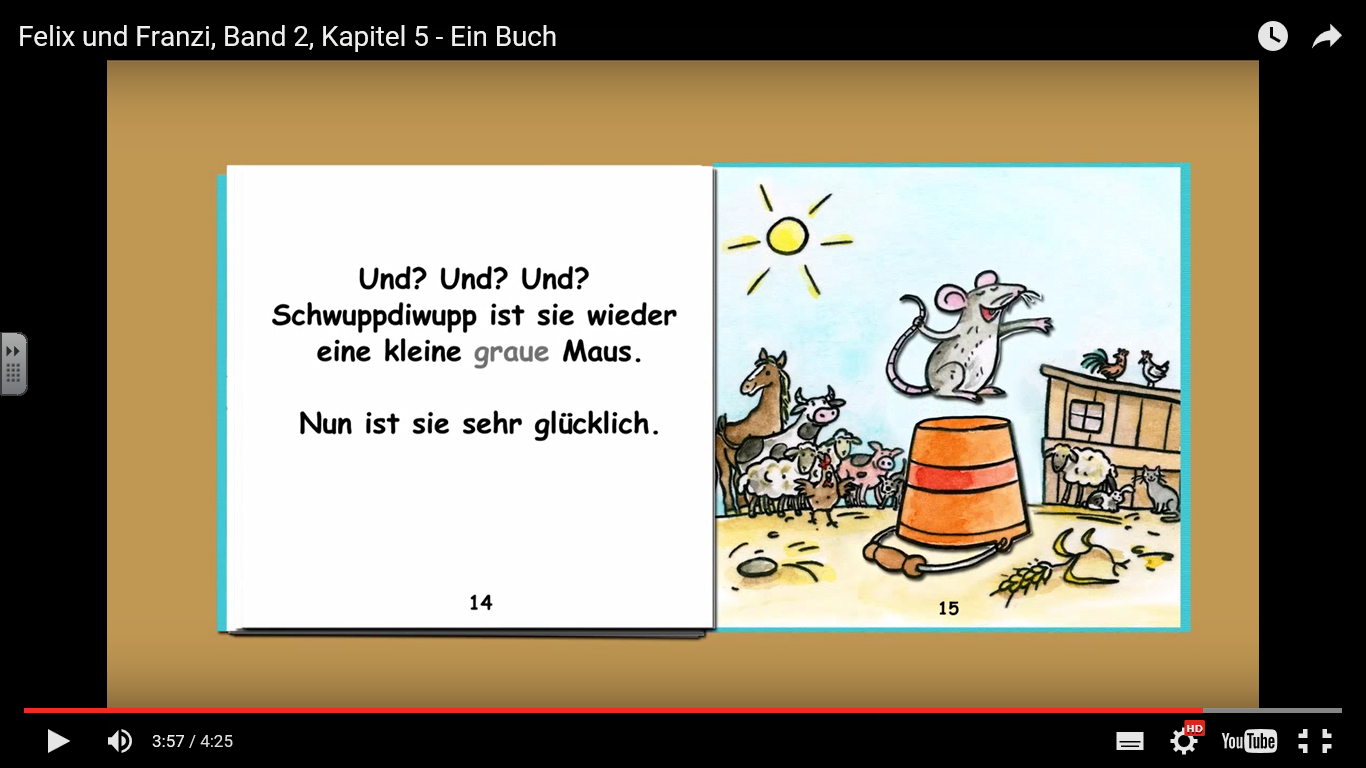 Felix und Franzi, Band 2, Kapitel 5 - Ein Buch
Und? Und? Und?
Schwuppdiwupp ist sie wieder
eine kleine graue Maus.
Nun ist sie sehr glücklich.
14
15
3:57 / 4:25
HD
YouTube